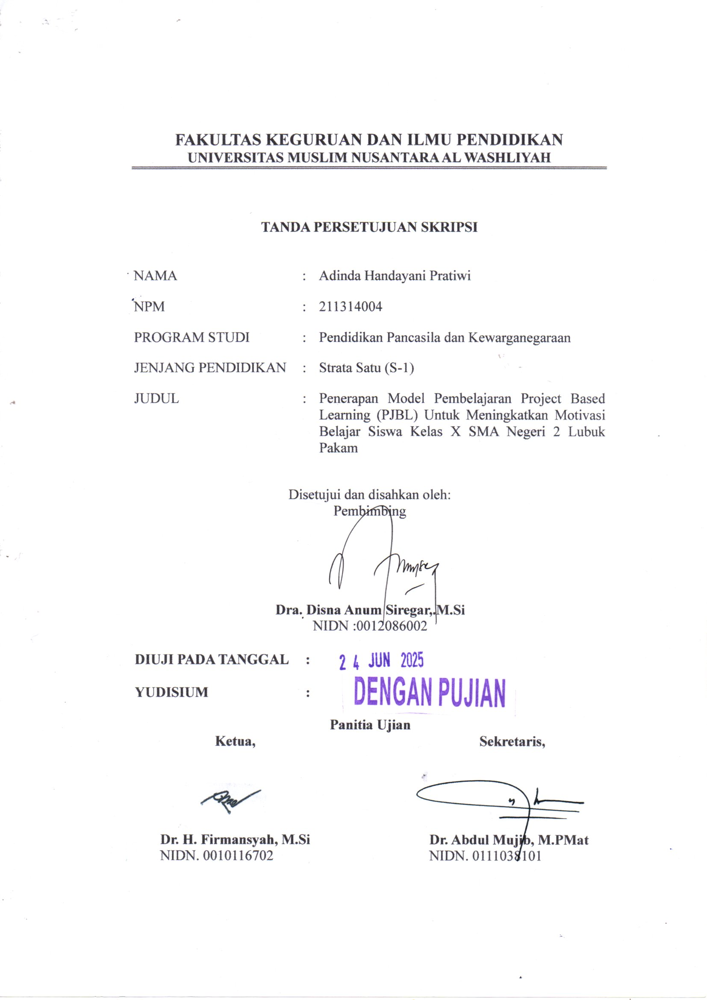 FAKULTAS KEGURUAN DAN ILMU PENDIDIKAN
UNIVERSITAS MUSLIM NUSANTARA AL WASHLIYAH
TANDA PERSETUJUAN SKRIPSI
NAMA : Adinda Handayani Pratiwi
NPM : 211314004
PROGRAM STUDI : Pendidikan Pancasila dan Kewarganegaraan
JENJANG PENDIDIKAN : Strata Satu (S-1)
JUDUL : Penerapan Model Pembelajaran Project Based
Learning (PJBL) Untuk Meningkatkan Motivasi
Belajar Siswa Kelas X SMA Negeri 2 Lubuk
Pakam
Disetujui dan disahkan oleh:
Pembimbing
Dra. Disna Anum Siregar,.M.Si
NIDN :0012086002
DIUJI PADA TANGGAL : 24 JUN 2025
YUDISIUM : DENGAN PUJIAN
Panitia Ujian
Ketua, Sekretaris,
Dr. H. Firmansyah, M.Si Dr. Abdul Mujib, M.PMat
NIDN. 0010116702 NIDN. 0111038101